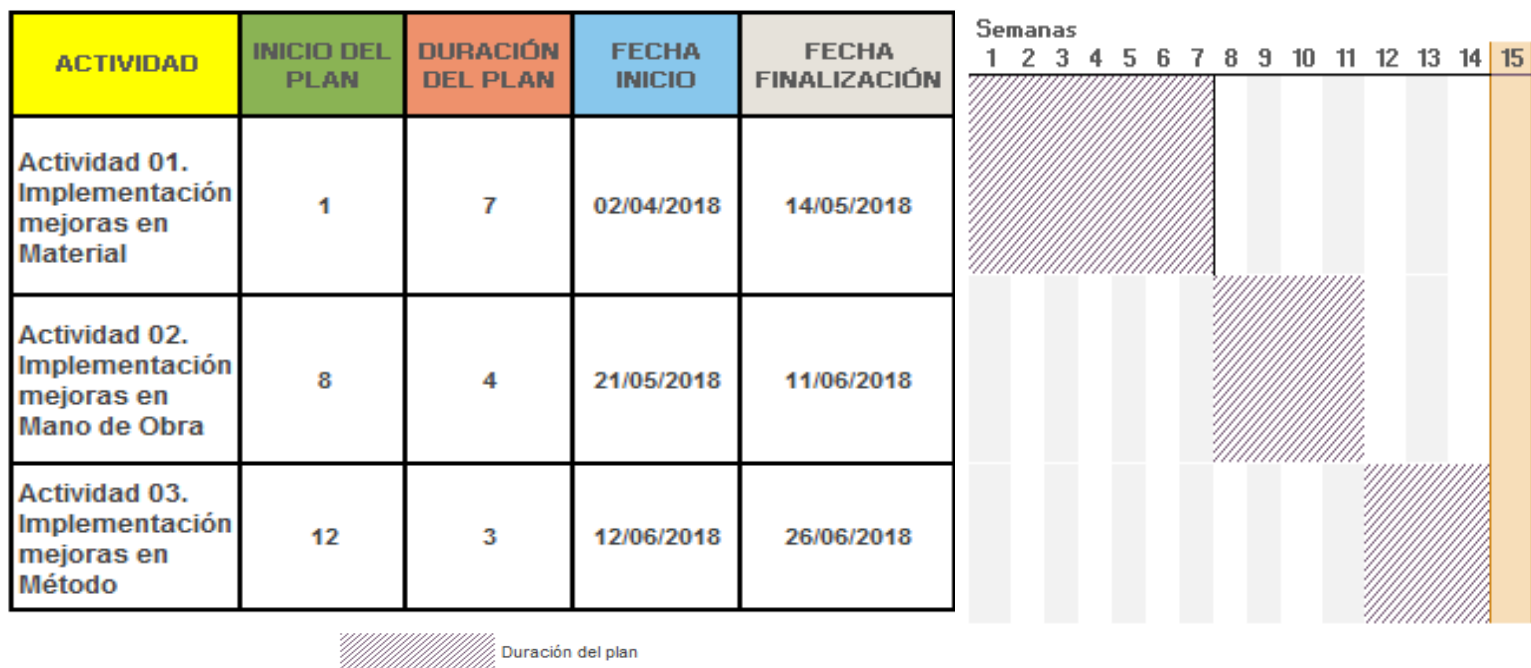 ACTIVIDAD
INICIO DEL
PLAN
DURACIÓN
DEL PLAN
FECHA
INICIO
FECHA
FINALIZACIÓN
Semanas
1 2 3 4 5 6 7 8 9 10 11 12 13 14 15
Actividad 01.
Implementación
mejoras en
Material
1
7
02/04/2018
14/05/2018
Actividad 02.
Implementación
mejoras en
Mano de Obra
8
4
21/05/2018
11/06/2018
Actividad 03.
Implementación
mejoras en
Método
12
3
12/06/2018
26/06/2018
Duración del plan